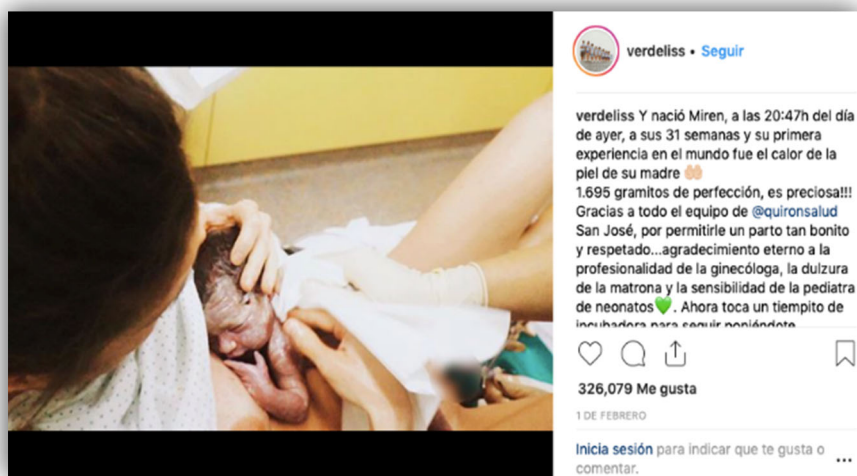 verdeliss • Seguir
verdeliss Y nació Miren, a las 20:47h del día
de ayer, a sus 31 semanas y su primera
experiencia en el mundo fue el calor de la
piel de su madre 🤲🏻
1.695 gramitos de perfección, es preciosa!!!
Gracias a todo el equipo de @quironsalud
San José, por permitirle un parto tan bonito
y respetado...agradecimiento eterno a la
profesionalidad de la ginecóloga, la dulzura
de la matrona y la sensibilidad de la pediatra
de neonatos💚. Ahora toca un tiempito de
incubadora para seguir poniéndote
326,079 Me gusta
1 DE FEBRERO
Inicia sesión para indicar que te gusta o
comentar.